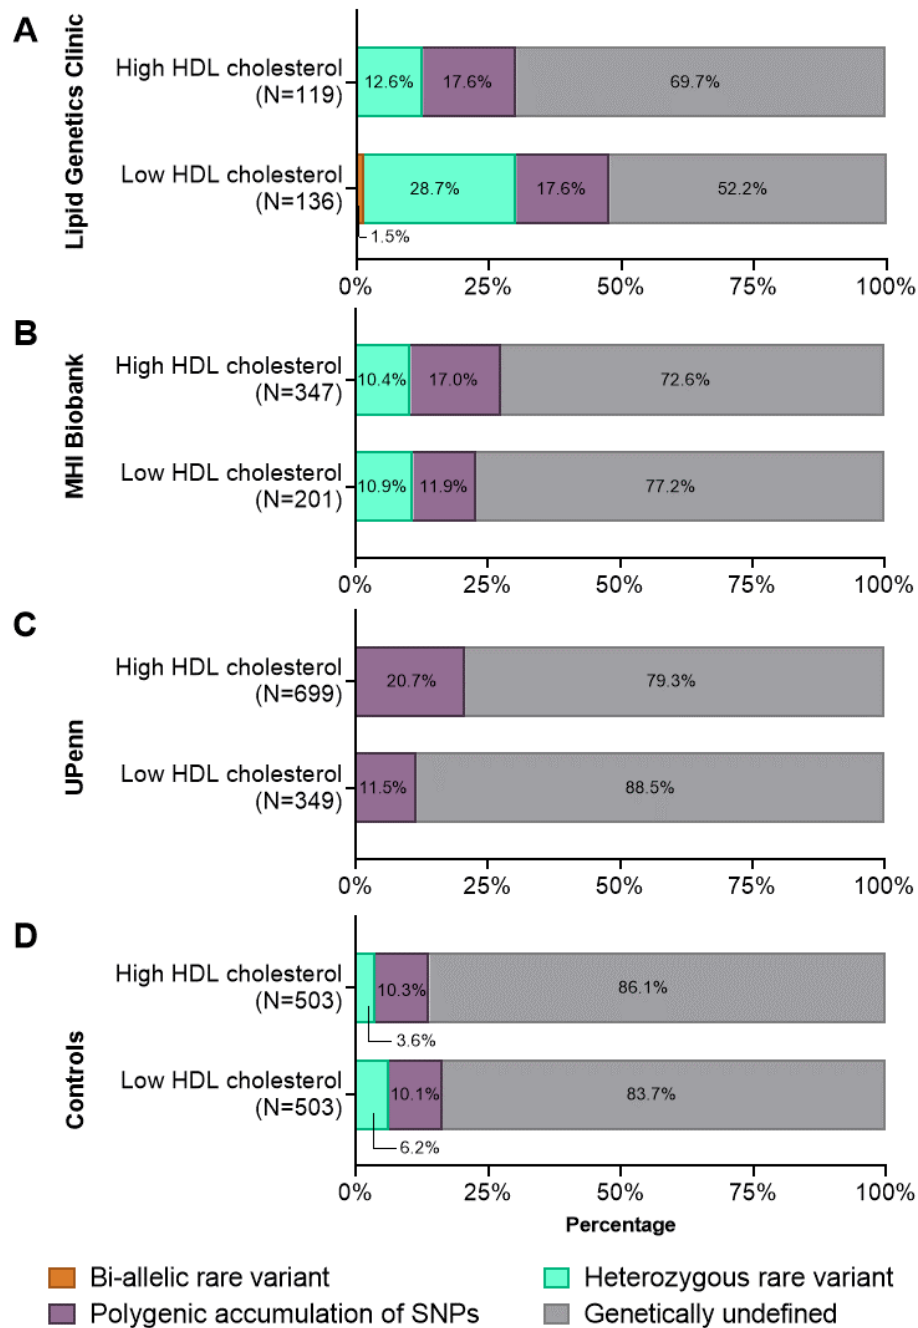 A
Lipid Genetics Clinic
High HDL cholesterol
(N=119)
12.6%
17.6%
69.7%
Low HDL cholesterol
(N=136)
28.7%
17.6%
52.2%
1.5%
0%
25%
50%
75%
100%
B
MHI Biobank
High HDL cholesterol
(N=347)
10.4%
17.0%
72.6%
Low HDL cholesterol
(N=201)
10.9%
11.9%
77.2%
0%
25%
50%
75%
100%
C
UPenn
High HDL cholesterol
(N=699)
20.7%
79.3%
Low HDL cholesterol
(N=349)
11.5%
88.5%
0%
25%
50%
75%
100%
D
Controls
High HDL cholesterol
(N=503)
10.3%
86.1%
3.6%
Low HDL cholesterol
(N=503)
10.1%
83.7%
6.2%
0%
25%
50%
75%
100%
Percentage
Bi-allelic rare variant
Heterozygous rare variant
Polygenic accumulation of SNPs
Genetically undefined